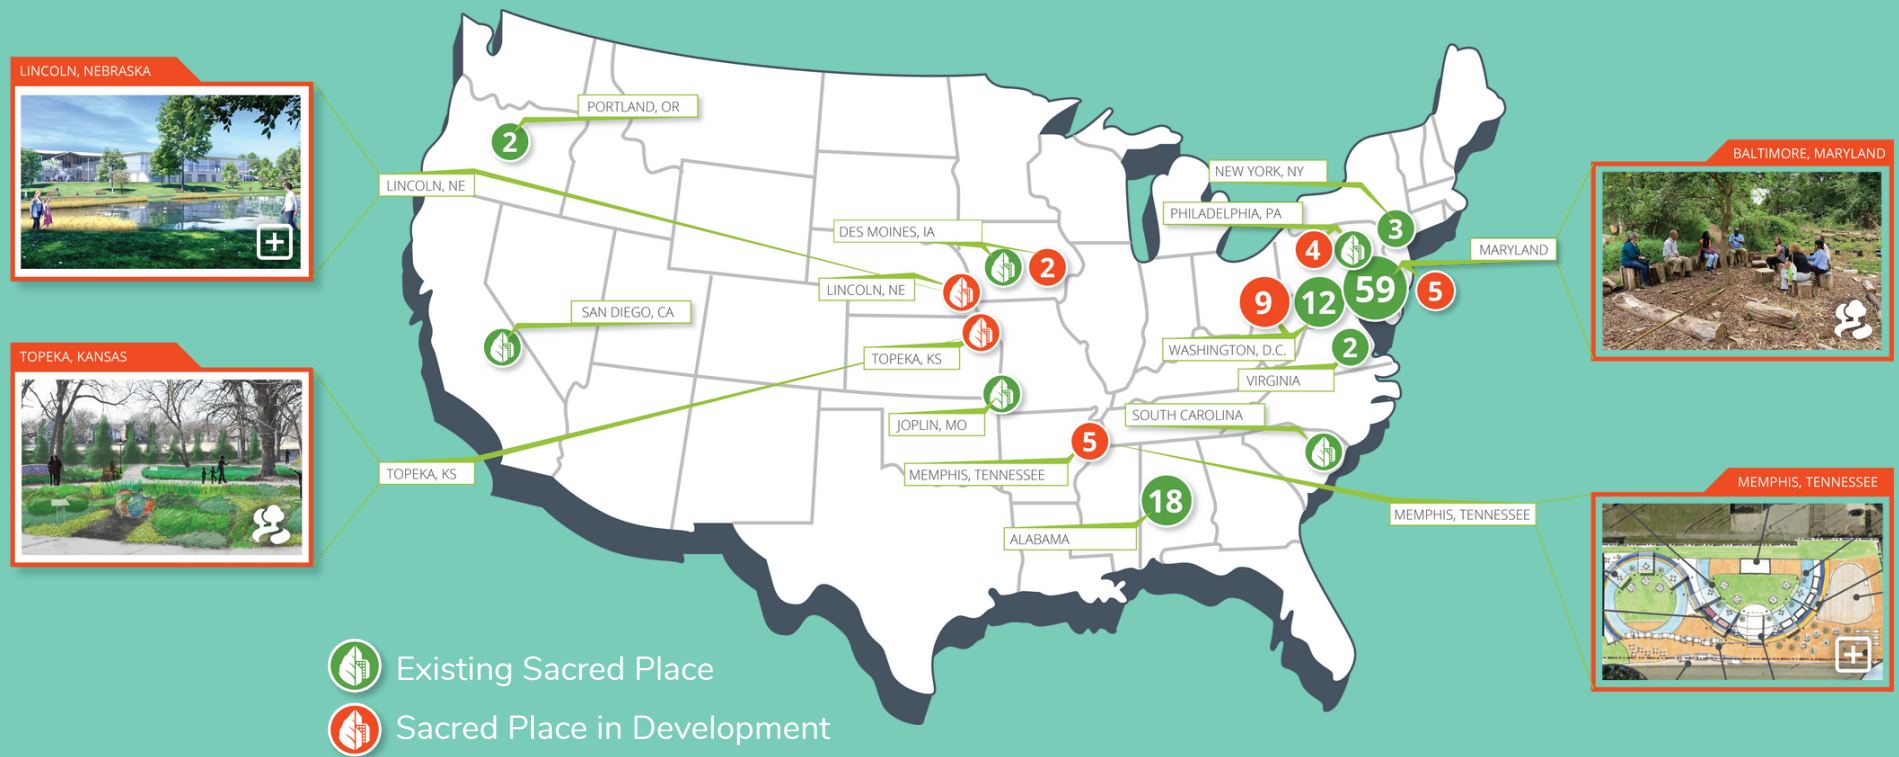 LINCOLN, NEBRASKA
TOPEKA, KANSAS
PORTLAND, OR
2
LINCOLN, NE
SAN DIEGO, CA
TOPEKA, KS
DES MOINES, IA
2
LINCOLN, NE
TOPEKA, KS
JOPLIN, MO
MEMPHIS, TENNESSEE
5
ALABAMA
18
NEW YORK, NY
3
PHILADELPHIA, PA
4
MARYLAND
59
5
9
12
WASHINGTON, D.C.
2
VIRGINIA
SOUTH CAROLINA
MEMPHIS, TENNESSEE
BALTIMORE, MARYLAND
MEMPHIS, TENNESSEE
Existing Sacred Place
Sacred Place in Development